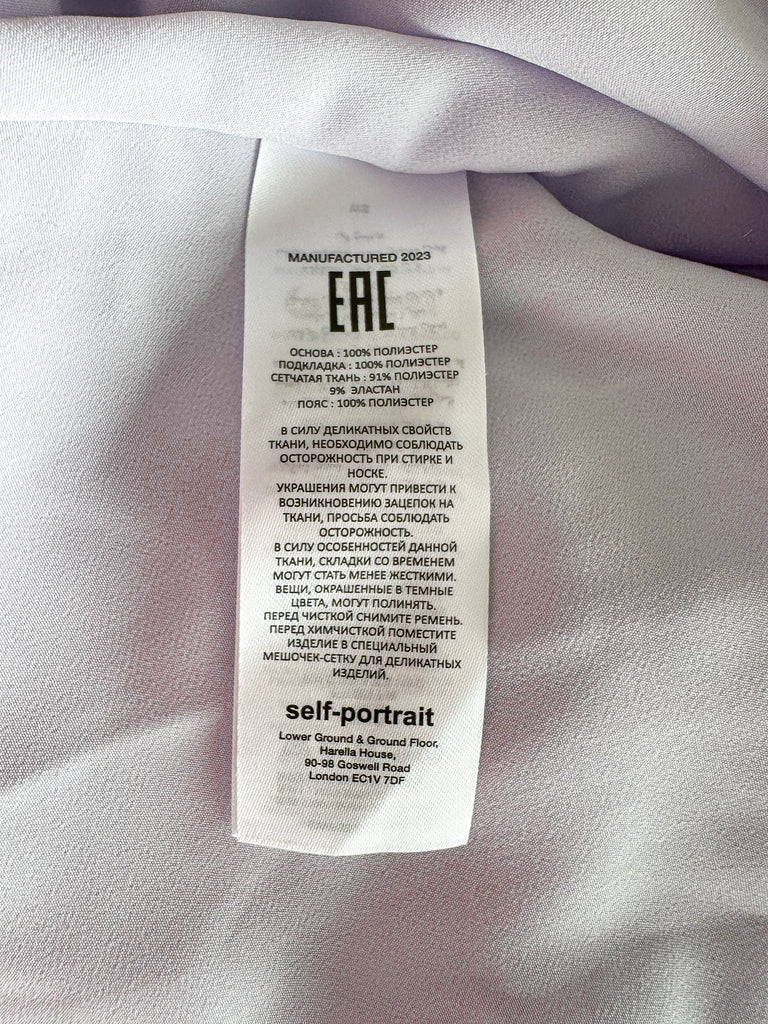 MANUFACTURED 2023
EAC
ОСНОВА : 100% ПОЛИЭСТЕР
ПОДКЛАДКА : 100% ПОЛИЭСТЕР
СЕТЧАТАЯ ТКАНЬ : 91% ПОЛИЭСТЕР
9% ЭЛАСТАН
ПОЯС : 100% ПОЛИЭСТЕР
В СИЛУ ДЕЛИКАТНЫХ СВОЙСТВ
ТКАНИ, НЕОБХОДИМО СОБЛЮДАТЬ
ОСТОРОЖНОСТЬ ПРИ СТИРКЕ И
НОСКЕ.
УКРАШЕНИЯ МОГУТ ПРИВЕСТИ К
ВОЗНИКНОВЕНИЮ ЗАЦЕПОК НА
ТКАНИ, ПРОСЬБА СОБЛЮДАТЬ
ОСТОРОЖНОСТЬ.
В СИЛУ ОСОБЕННОСТЕЙ ДАННОЙ
ТКАНИ, СКЛАДКИ СО ВРЕМЕНЕМ
МОГУТ СТАТЬ МЕНЕЕ ЖЕСТКИМИ.
ВЕЩИ, ОКРАШЕННЫЕ В ТЕМНЫЕ
ЦВЕТА, МОГУТ ПОЛИНЯТЬ.
ПЕРЕД ЧИСТКОЙ СНИМИТЕ РЕМЕНЬ.
ПЕРЕД ХИМЧИСТКОЙ ПОМЕСТИТЕ
ИЗДЕЛИЕ В СПЕЦИАЛЬНЫЙ
МЕШОЧЕК-СЕТКУ ДЛЯ ДЕЛИКАТНЫХ
ИЗДЕЛИЙ.
self-portrait
Lower Ground & Ground Floor,
Harella House,
90-98 Goswell Road
London EC1V 7DF